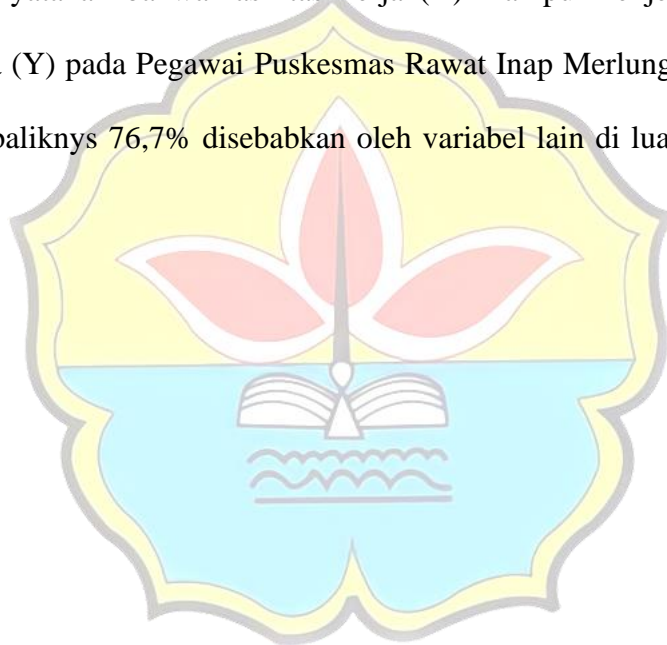 (Y) pada Pegawai Puskesmas Rawat Inap Merlung
baliknys 76,7% disebabkan oleh variabel lain di lua